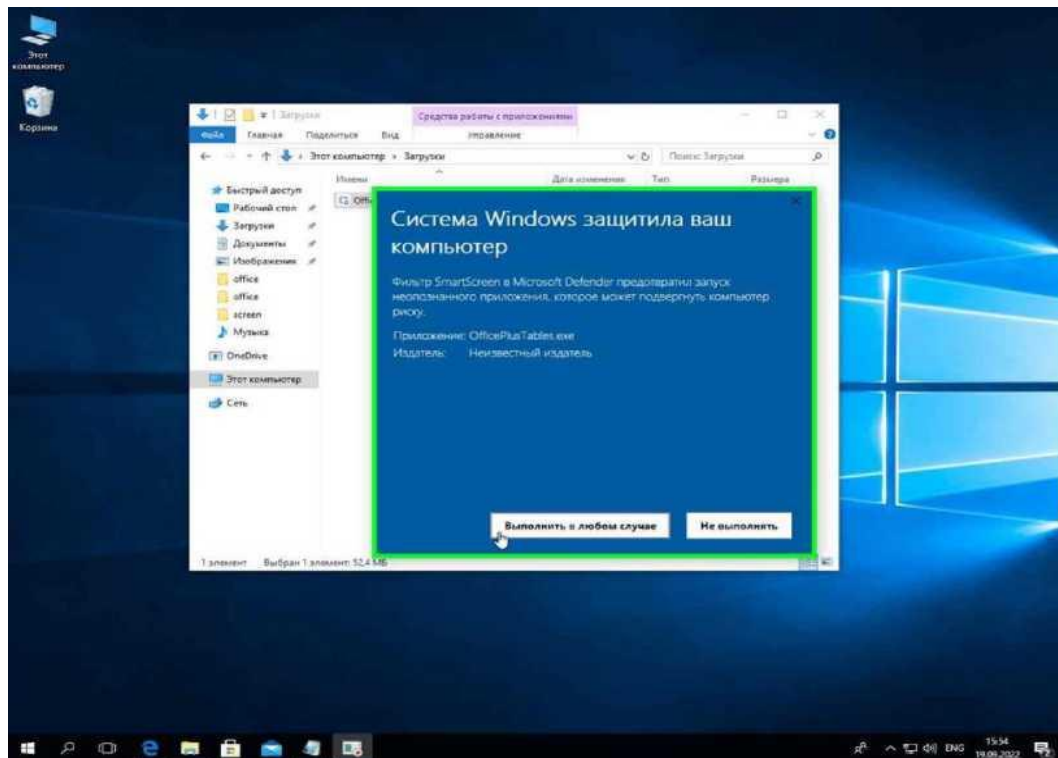 Этот
компьютер
Корзина
Загрузки
Средства работы с приложениями
Файл Главная Поделиться Вид Управление
Этот компьютер Загрузки
Поиск: Загрузки
Имя Дата изменения Тип Размер
Быстрый доступ
Рабочий стол
Загрузки
Документы
Изображения
office
office
screen
Музыка
OneDrive
Этот компьютер
Сеть
Система Windows защитила ваш
компьютер
Фильтр SmartScreen в Microsoft Defender предотвратил запуск
неопознанного приложения, которое может подвергнуть компьютер
риску.
Приложение: OfficePlusTables.exe
Издатель: Неизвестный издатель
Выполнить в любом случае Не выполнять
1 элемент Выбран 1 элемент: 52,4 МБ
ENG
15:54
19.09.2022